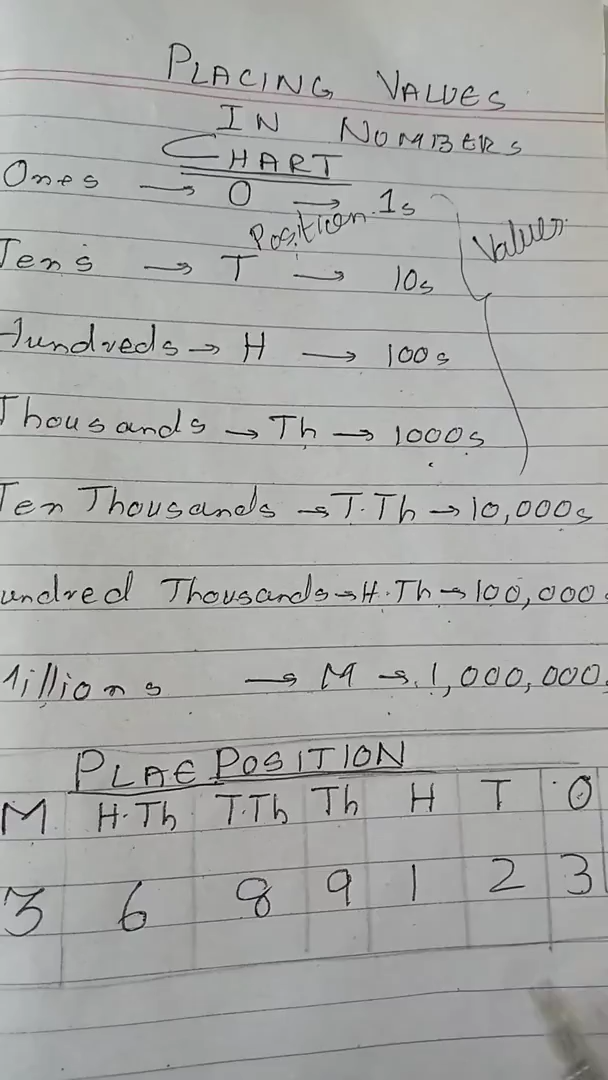 PLACING VALUES
IN NUMBERS
CHART
Ones → O → 1s
Position Values
Tens → T → 10s
Hundreds → H → 100s
Thousands → Th → 1000s
Ten Thousands → T.Th → 10,000s
undred Thousands → H.Th → 100,000s
Millions → M → 1,000,000
PLAE POSITION
M H.Th T.Th Th H T O
3 6 8 9 1 2 3